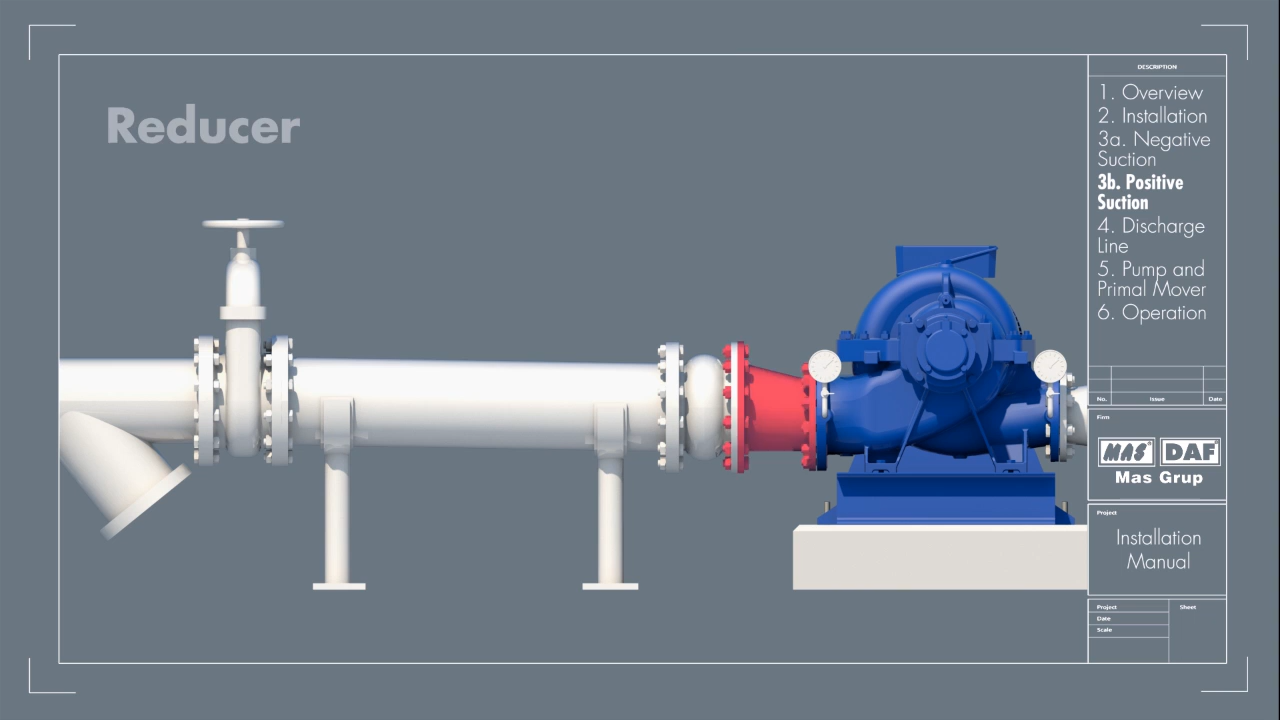 Reducer
DESCRIPTION
1. Overview
2. Installation
3a. Negative
Suction
3b. Positive
Suction
4. Discharge
Line
5. Pump and
Primal Mover
6. Operation
No. Issue Date
Firm
MAS DAF
Mas Grup
Project
Installation
Manual
Project Sheet
Date
Scale